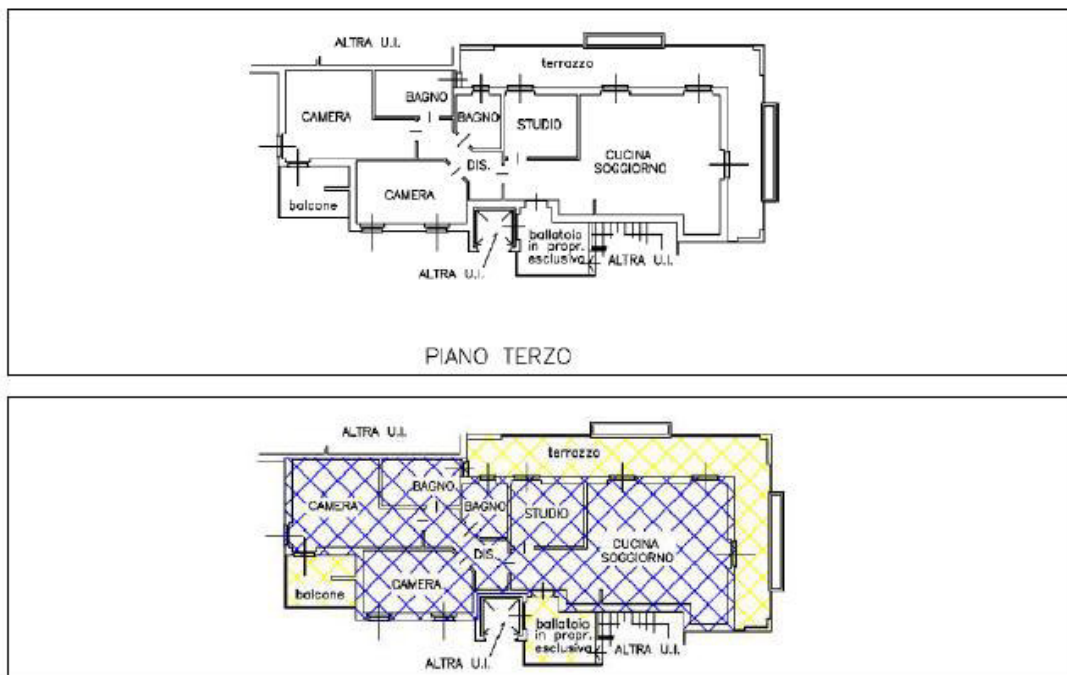 ALTRA U.I.
terrazzo
BAGNO
CAMERA
BAGNO
STUDIO
CUCINA
SOGGIORNO
DIS.
CAMERA
balcone
ballatoio
in propr.
esclusiva
ALTRA U.I.
ALTRA U.I.
PIANO TERZO
ALTRA U.I.
terrazzo
BAGNO
CAMERA
BAGNO
STUDIO
CUCINA
SOGGIORNO
DIS.
CAMERA
balcone
ballatoio
in propr.
esclusiva
ALTRA U.I.
ALTRA U.I.